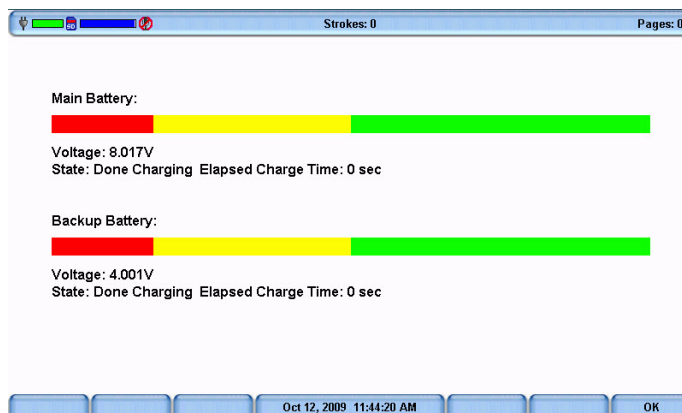 SD
Strokes: 0
Pages: 0
Main Battery:
Voltage: 8.017V
State: Done Charging Elapsed Charge Time: 0 sec
Backup Battery:
Voltage: 4.001V
State: Done Charging Elapsed Charge Time: 0 sec
Oct 12, 2009 11:44:20 AM
OK